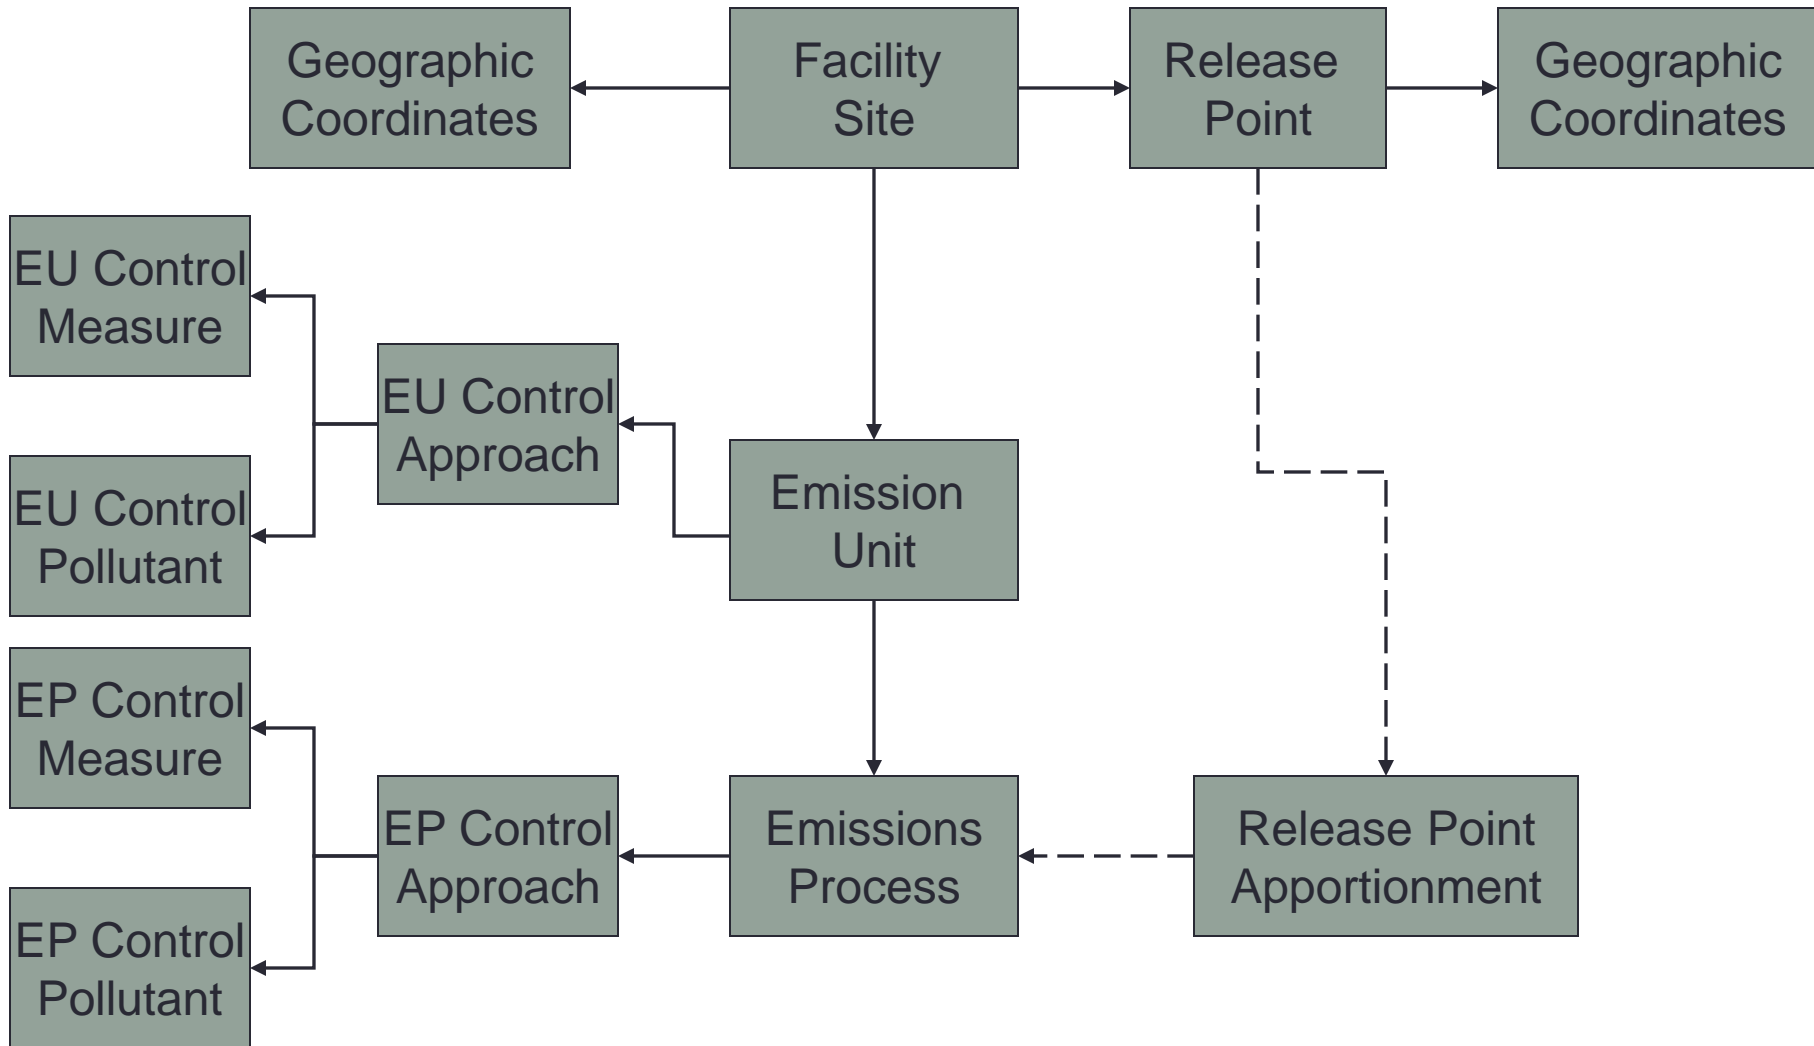 Geographic
Coordinates
Facility
Site
Release
Point
Geographic
Coordinates
EU Control
Measure
EU Control
Approach
EU Control
Pollutant
Emission
Unit
EP Control
Measure
EP Control
Approach
Emissions
Process
Release Point
Apportionment
EP Control
Pollutant